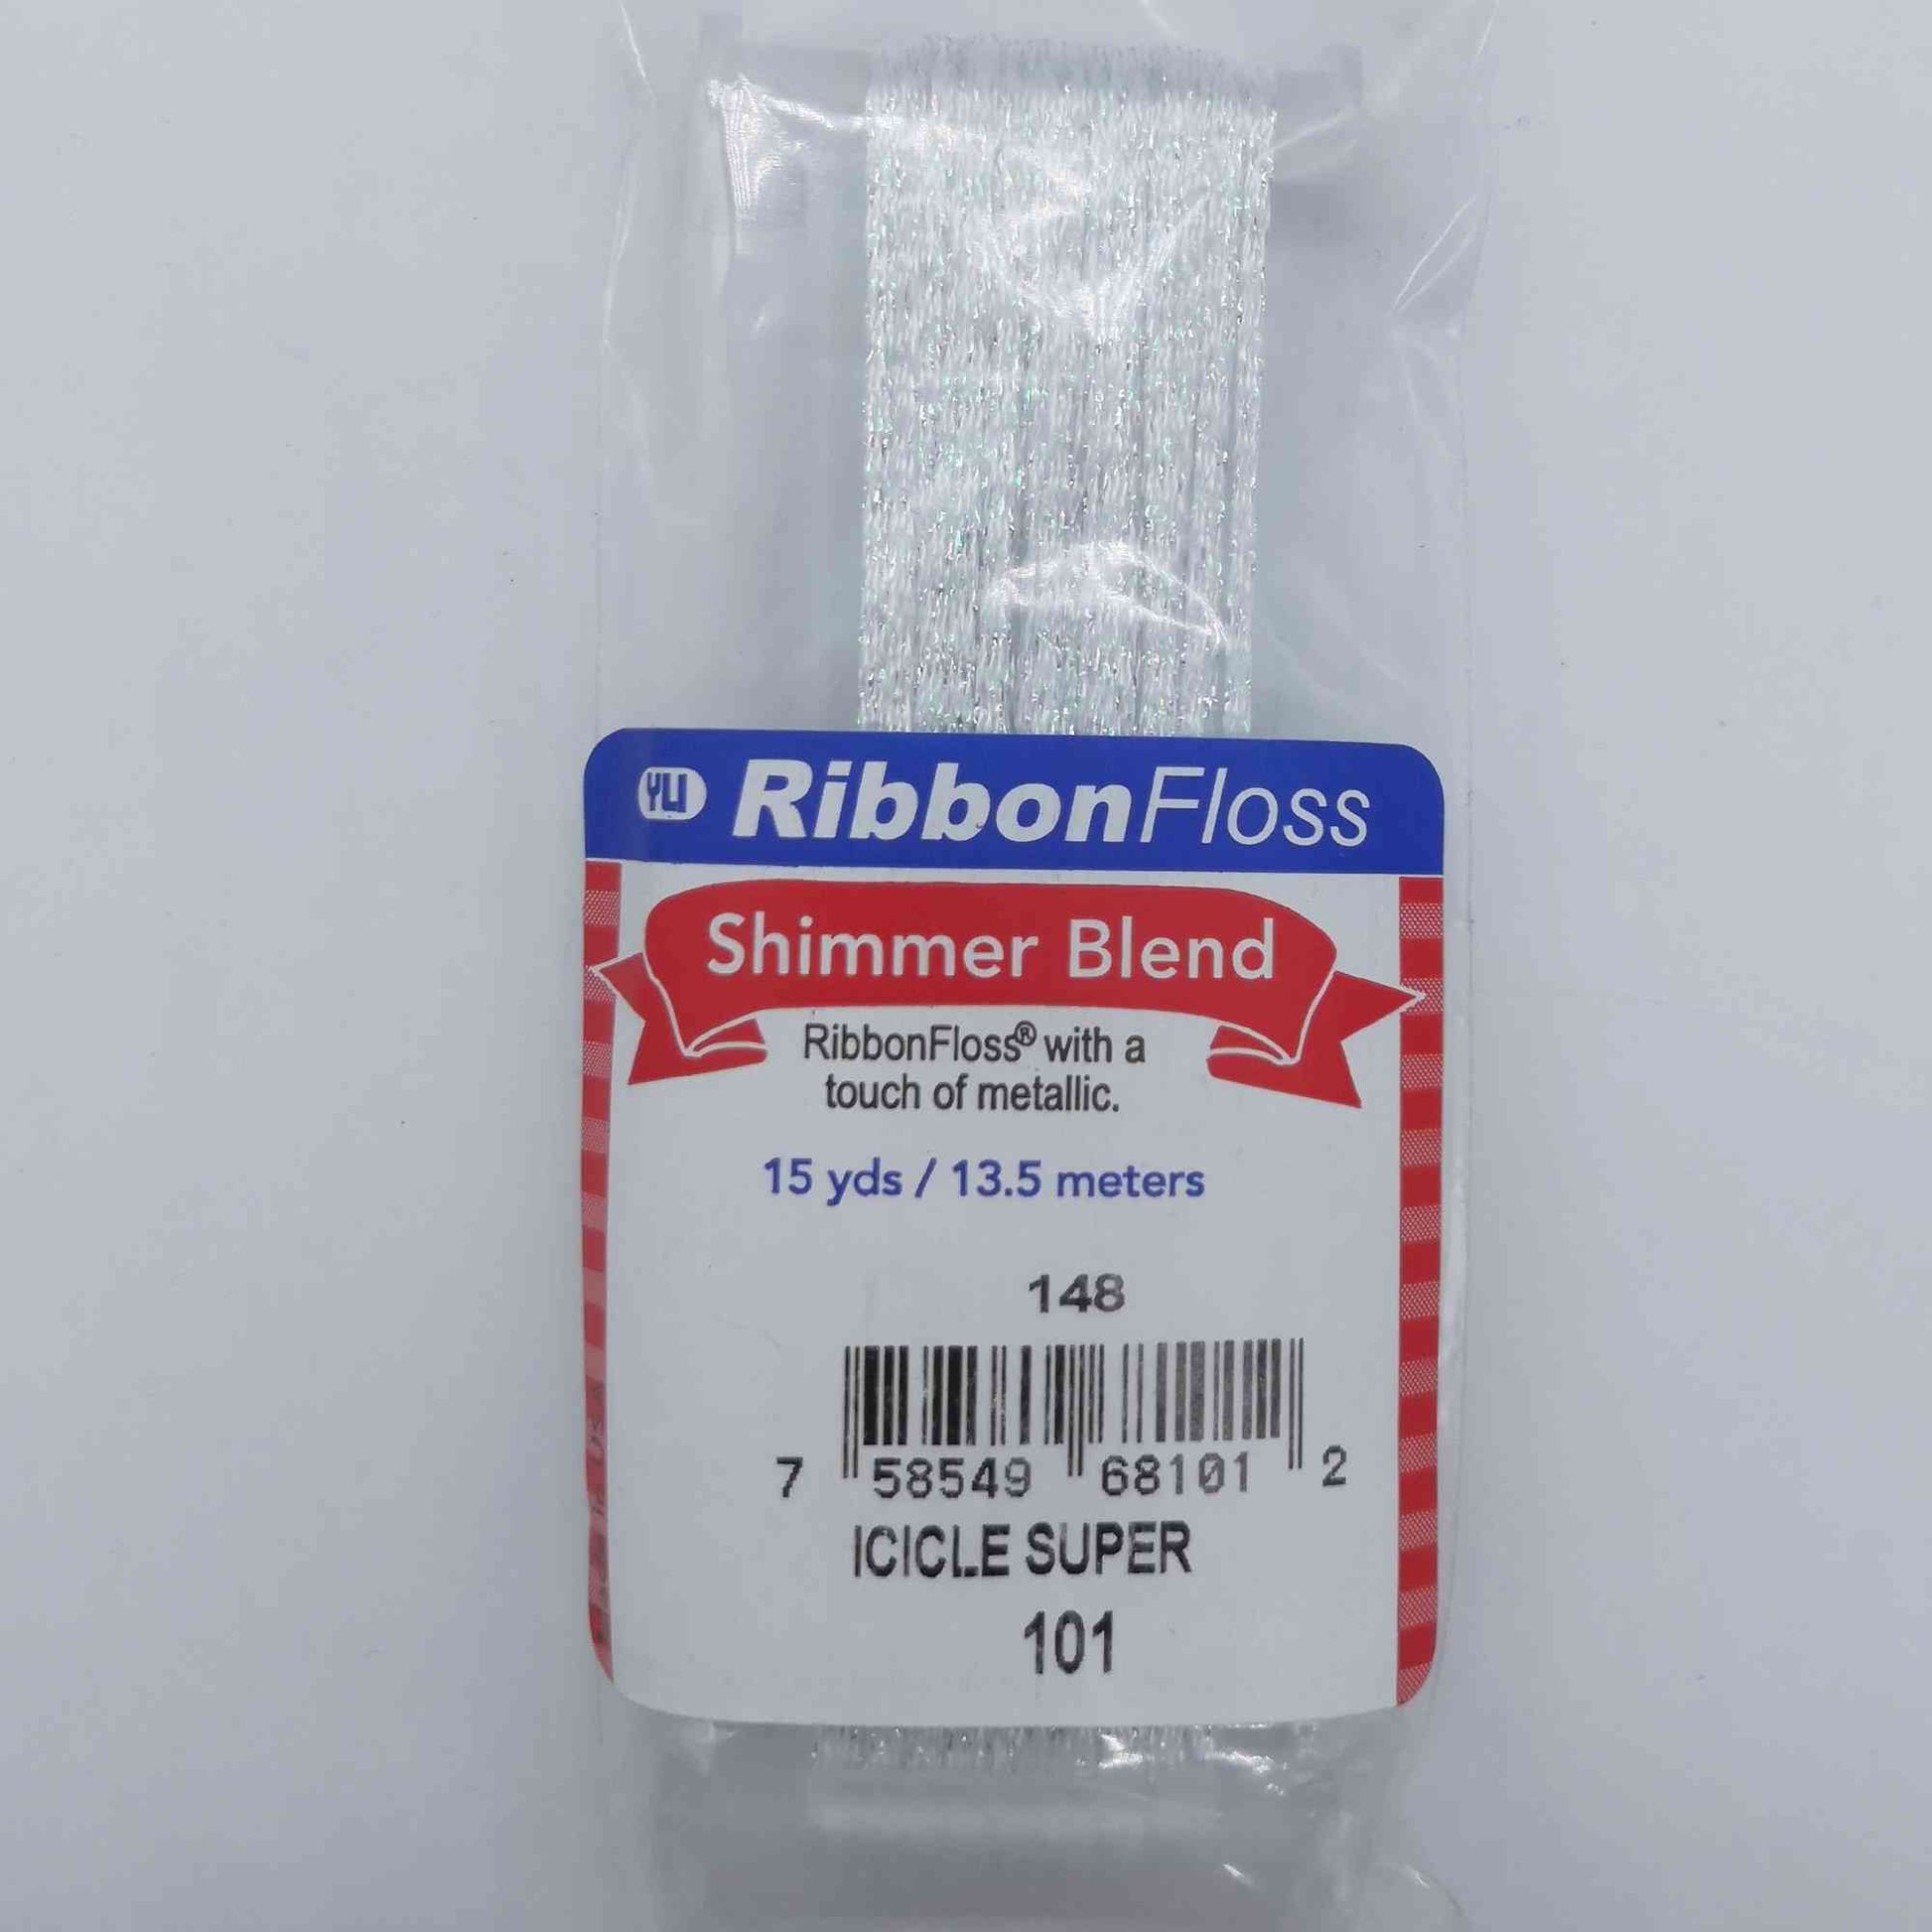 YLI RibbonFloss
Shimmer Blend
RibbonFloss® with a
touch of metallic.
15 yds / 13.5 meters
148
7 58549 68101 2
ICICLE SUPER
101